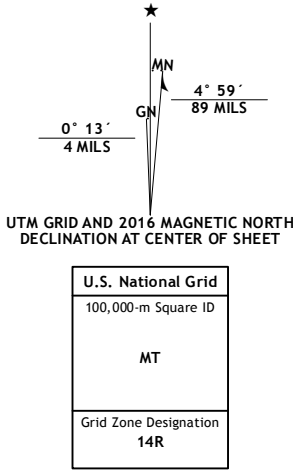 ★
MN
4° 59´
89 MILS
GN
0° 13´
4 MILS
UTM GRID AND 2016 MAGNETIC NORTH
DECLINATION AT CENTER OF SHEET
U.S. National Grid
100,000-m Square ID
MT
Grid Zone Designation
14R